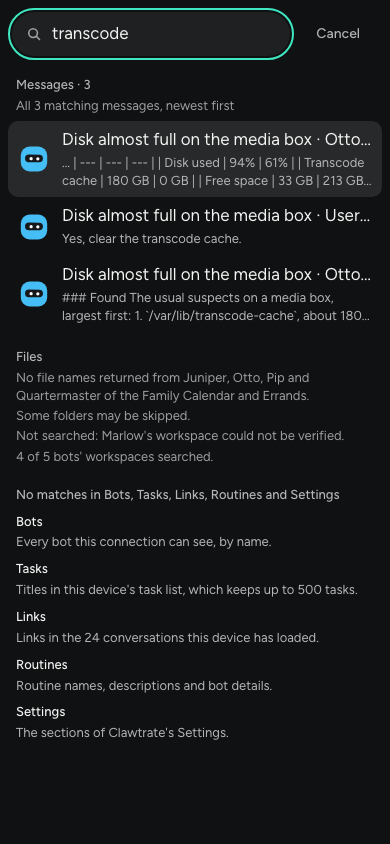 transcode
Cancel
Messages · 3
All 3 matching messages, newest first
Disk almost full on the media box · Otto...
... | --- | --- | --- | | Disk used | 94% | 61% | | Transcode
cache | 180 GB | 0 GB | | Free space | 33 GB | 213 GB...
Disk almost full on the media box · User...
Yes, clear the transcode cache.
Disk almost full on the media box · Otto...
### Found The usual suspects on a media box,
largest first: 1. `/var/lib/transcode-cache`, about 180...
Files
No file names returned from Juniper, Otto, Pip and
Quartermaster of the Family Calendar and Errands.
Some folders may be skipped.
Not searched: Marlow's workspace could not be verified.
4 of 5 bots' workspaces searched.
No matches in Bots, Tasks, Links, Routines and Settings
Bots
Every bot this connection can see, by name.
Tasks
Titles in this device's task list, which keeps up to 500 tasks.
Links
Links in the 24 conversations this device has loaded.
Routines
Routine names, descriptions and bot details.
Settings
The sections of Clawtrate's Settings.